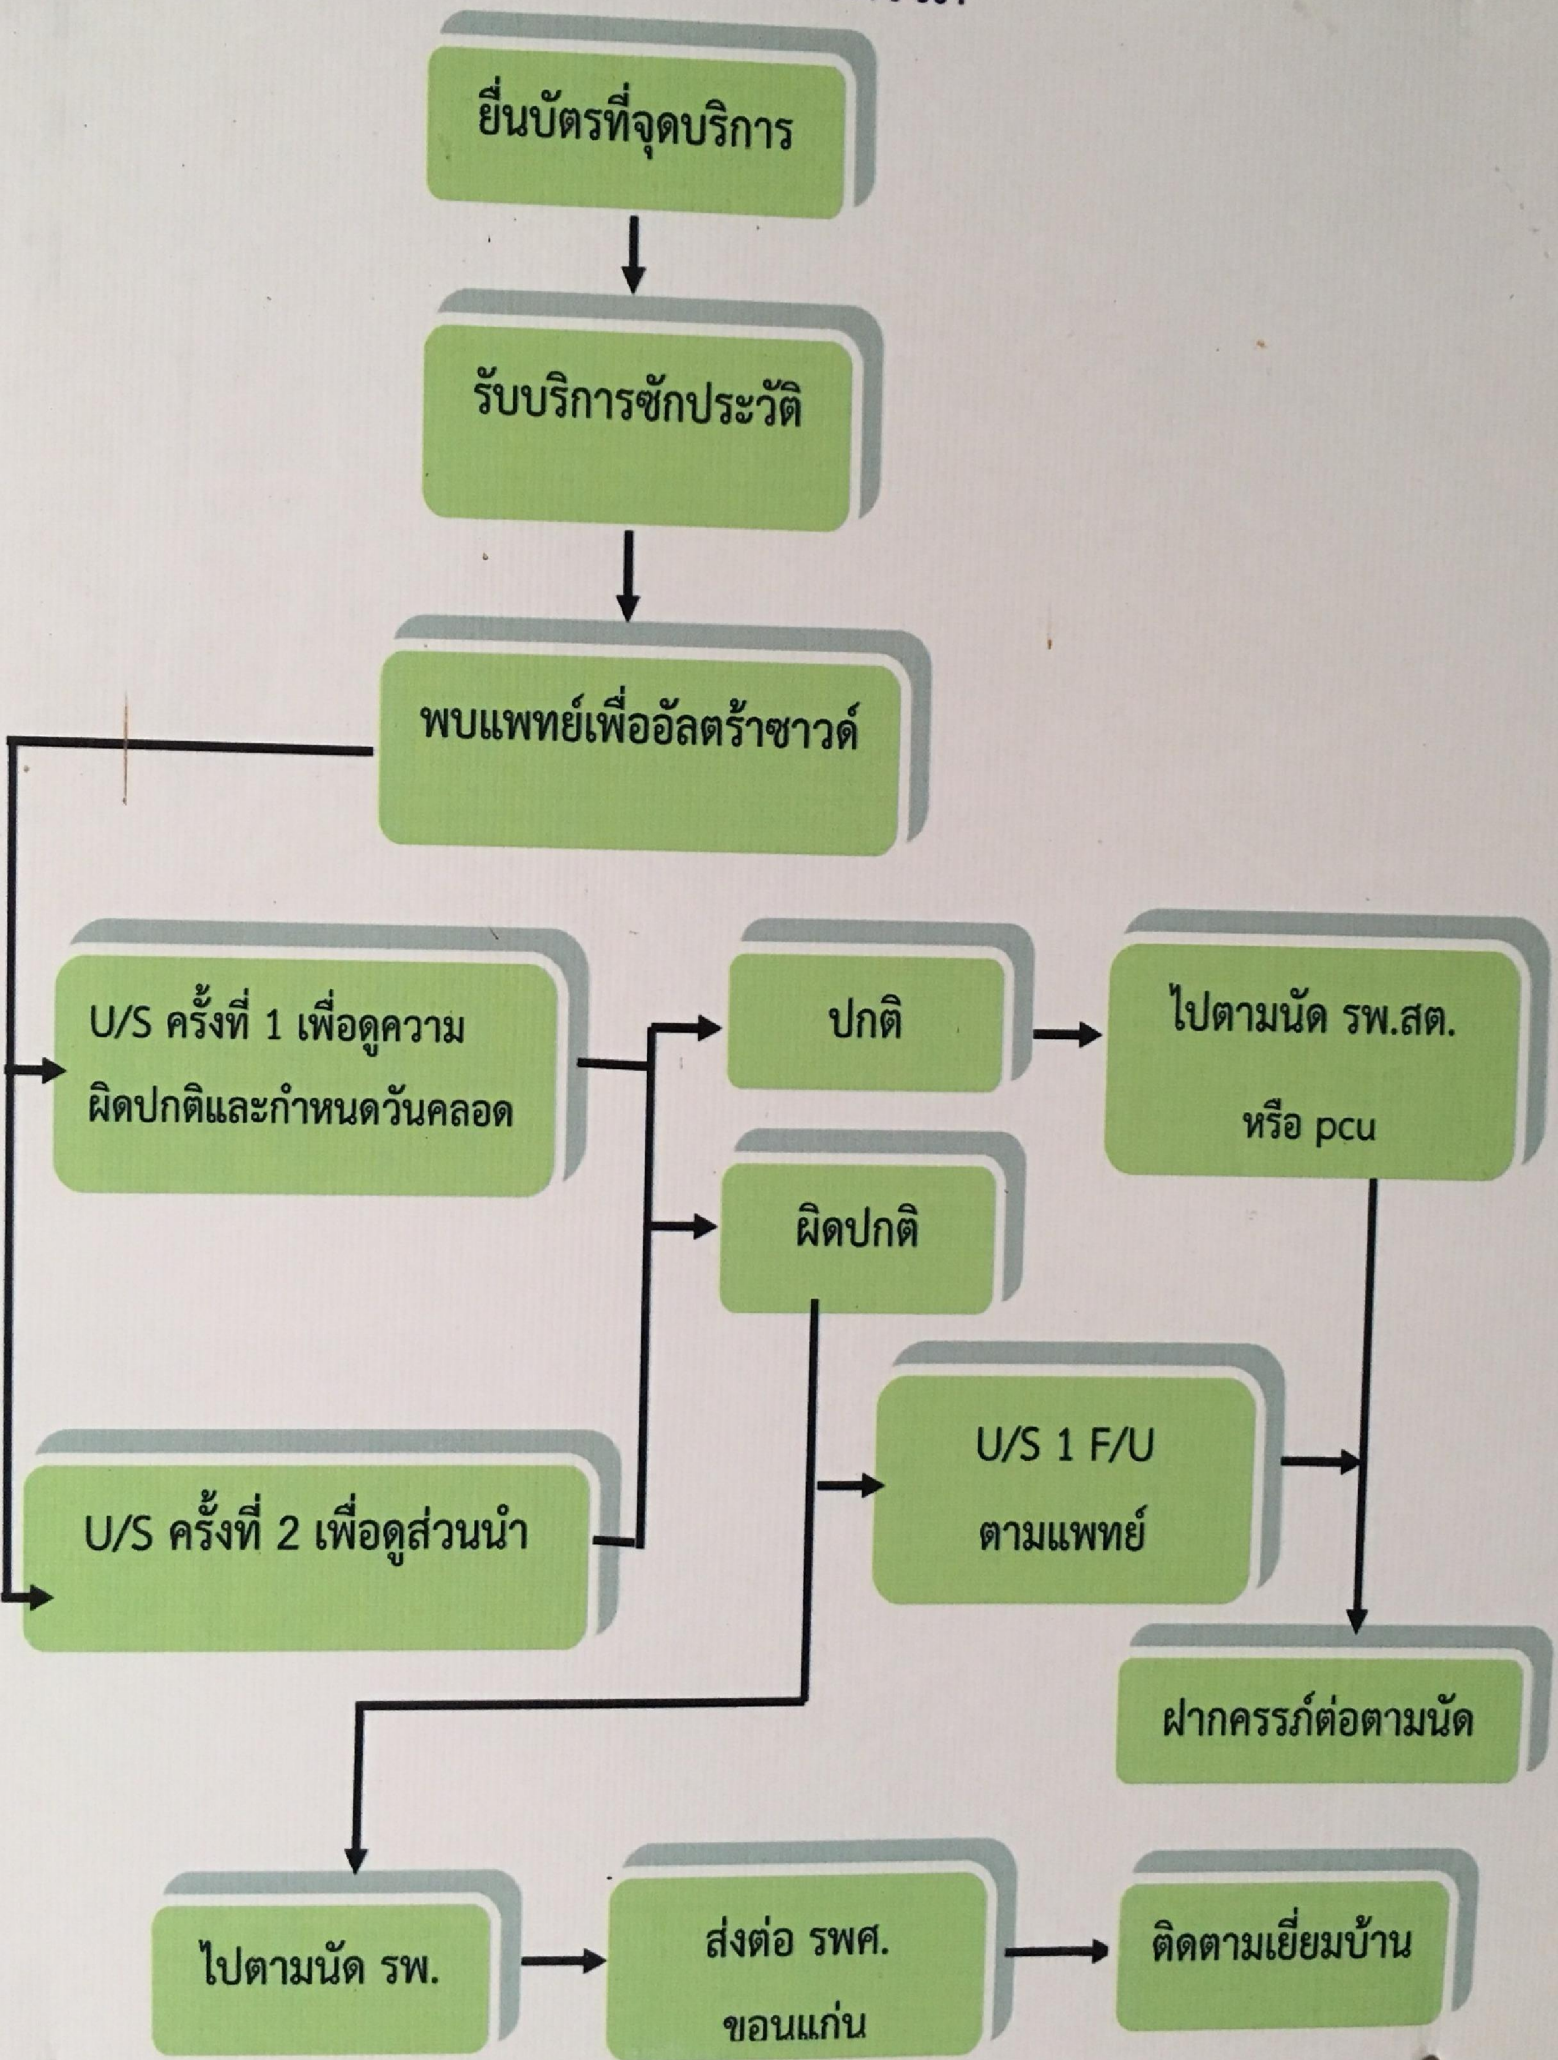 ยื่นบัตรที่จุดบริการ
รับบริการซักประวัติ
พบแพทย์เพื่ออัลตร้าซาวด์
U/S ครั้งที่ 1 เพื่อดูความ
ผิดปกติและกำหนดวันคลอด
ปกติ
ไปตามนัด รพ.สต.
หรือ pcu
ผิดปกติ
U/S 1 F/U
ตามแพทย์
U/S ครั้งที่ 2 เพื่อดูส่วนนำ
ฝากครรภ์ต่อตามนัด
ไปตามนัด รพ.
ส่งต่อ รพศ.
ขอนแก่น
ติดตามเยี่ยมบ้าน